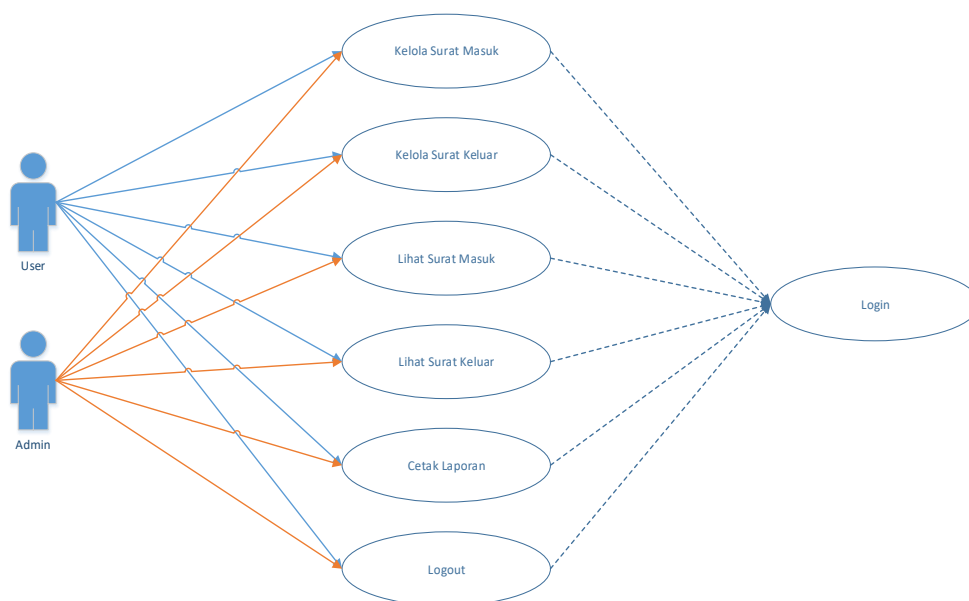 Kelola Surat Masuk
Kelola Surat Keluar
User
Lihat Surat Masuk
Login
Lihat Surat Keluar
Admin
Cetak Laporan
Logout